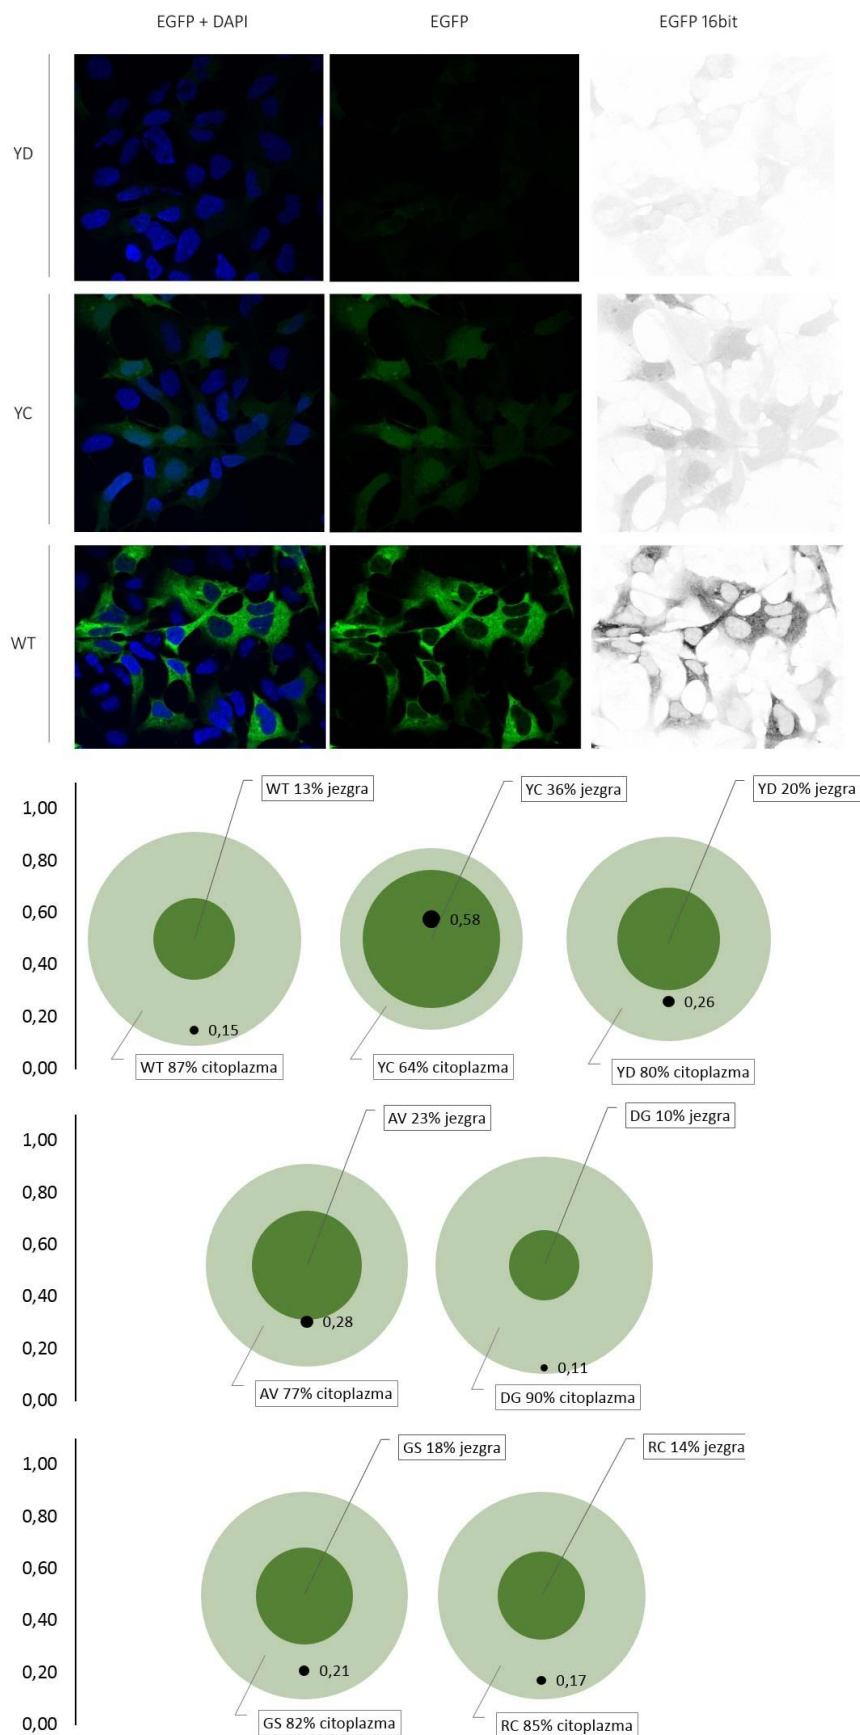 EGFP + DAPI EGFP EGFP 16bit
YD
YC
WT
WT 13% jezgra YC 36% jezgra YD 20% jezgra
1,00
0,80
0,60
0,58
0,40
0,26
0,20
0,15
0,00
WT 87% citoplazma YC 64% citoplazma YD 80% citoplazma
AV 23% jezgra DG 10% jezgra
1,00
0,80
0,60
0,40
0,28
0,20
0,11
0,00
AV 77% citoplazma DG 90% citoplazma
GS 18% jezgra RC 14% jezgra
1,00
0,80
0,60
0,40
0,20
0,21 0,17
0,00
GS 82% citoplazma RC 85% citoplazma